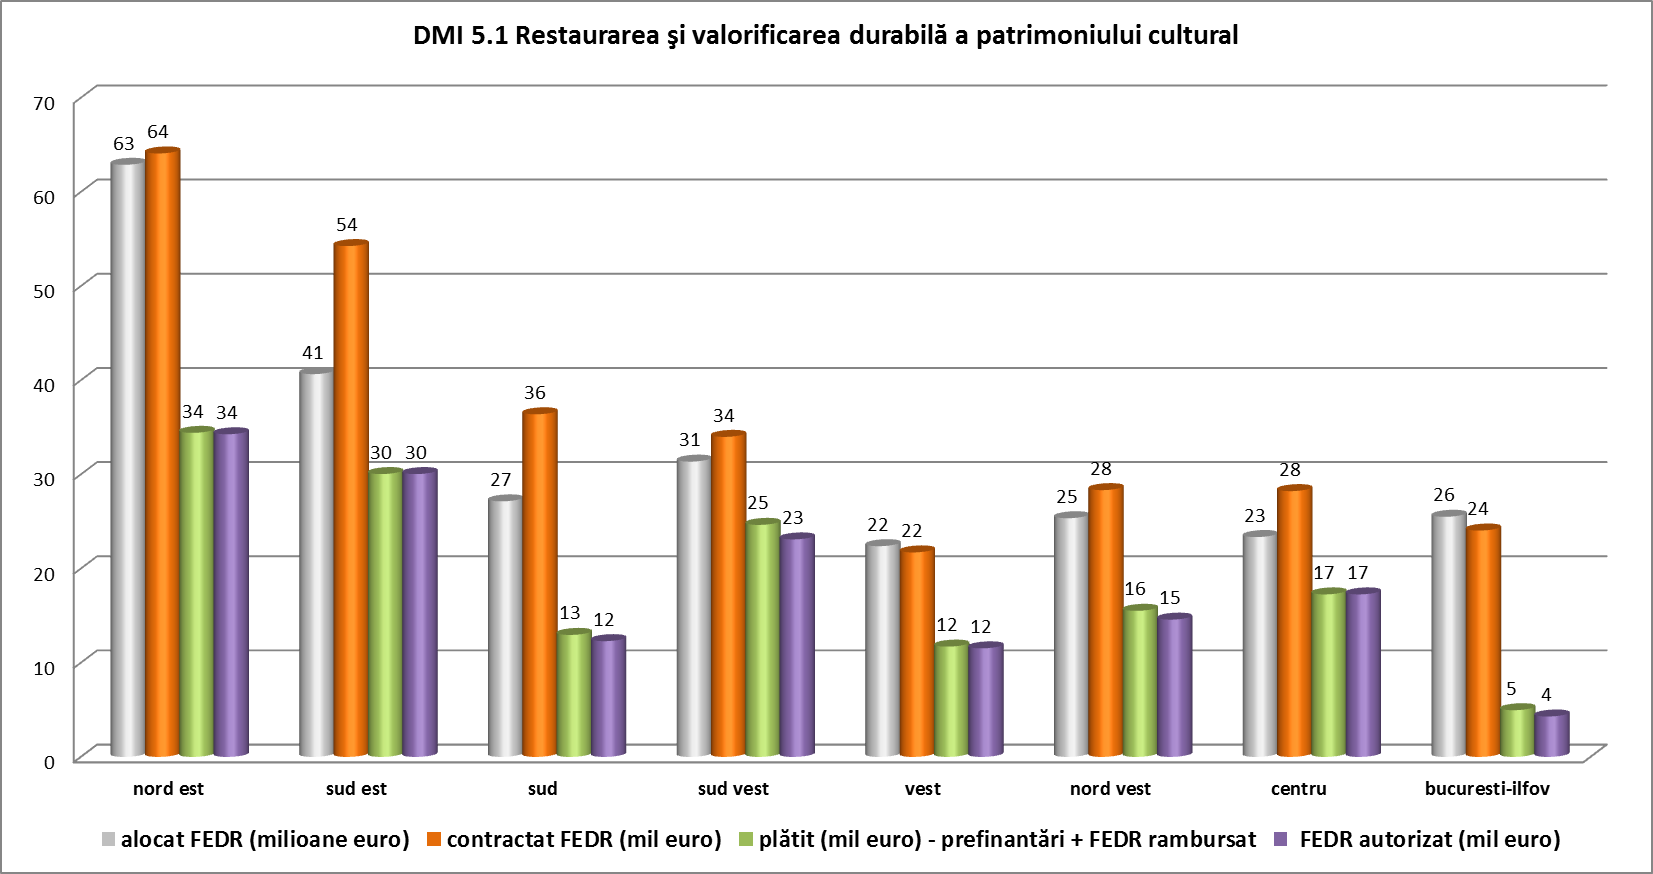 DMI 5.1 Restaurarea şi valorificarea durabilă a patrimoniului cultural
70
60
50
40
30
20
10
0
63 64 34 34
41 54 30 30
27 36 13 12
31 34 25 23
22 22 12 12
25 28 16 15
23 28 17 17
26 24 5 4
nord est sud est sud sud vest vest nord vest centru bucuresti-ilfov
alocat FEDR (milioane euro) contractat FEDR (mil euro) plătit (mil euro) - prefinantări + FEDR rambursat FEDR autorizat (mil euro)